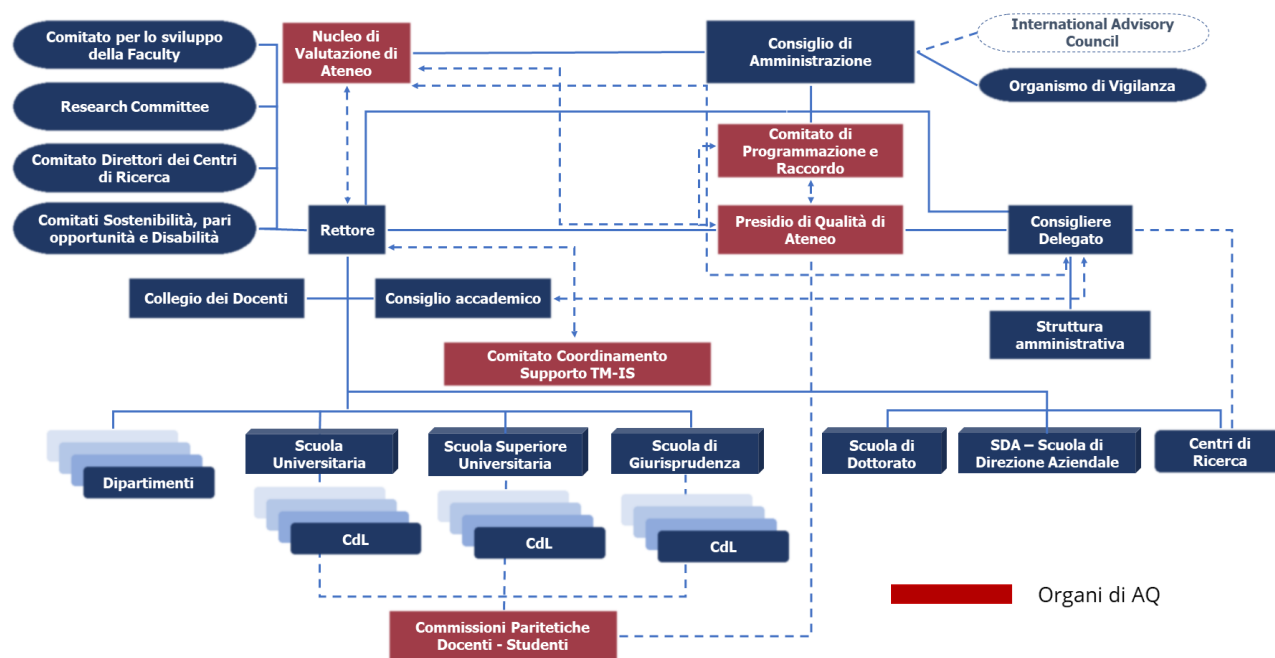 Comitato per lo sviluppo
della Faculty
Nucleo di
Valutazione di
Ateneo
Consiglio di
Amministrazione
International Advisory
Council
Organismo di Vigilanza
Research Committee
Comitato di
Programmazione e
Raccordo
Comitato Direttori dei Centri
di Ricerca
Comitati Sostenibilità, pari
opportunità e Disabilità
Rettore
Presidio di Qualità di
Ateneo
Consigliere
Delegato
Collegio dei Docenti
Consiglio accademico
Struttura
amministrativa
Comitato Coordinamento
Supporto TM-IS
Dipartimenti
Scuola
Universitaria
Scuola Superiore
Universitaria
Scuola di
Giurisprudenza
Scuola di
Dottorato
SDA – Scuola di
Direzione Aziendale
Centri di
Ricerca
CdL
CdL
CdL
Organi di AQ
Commissioni Paritetiche
Docenti - Studenti